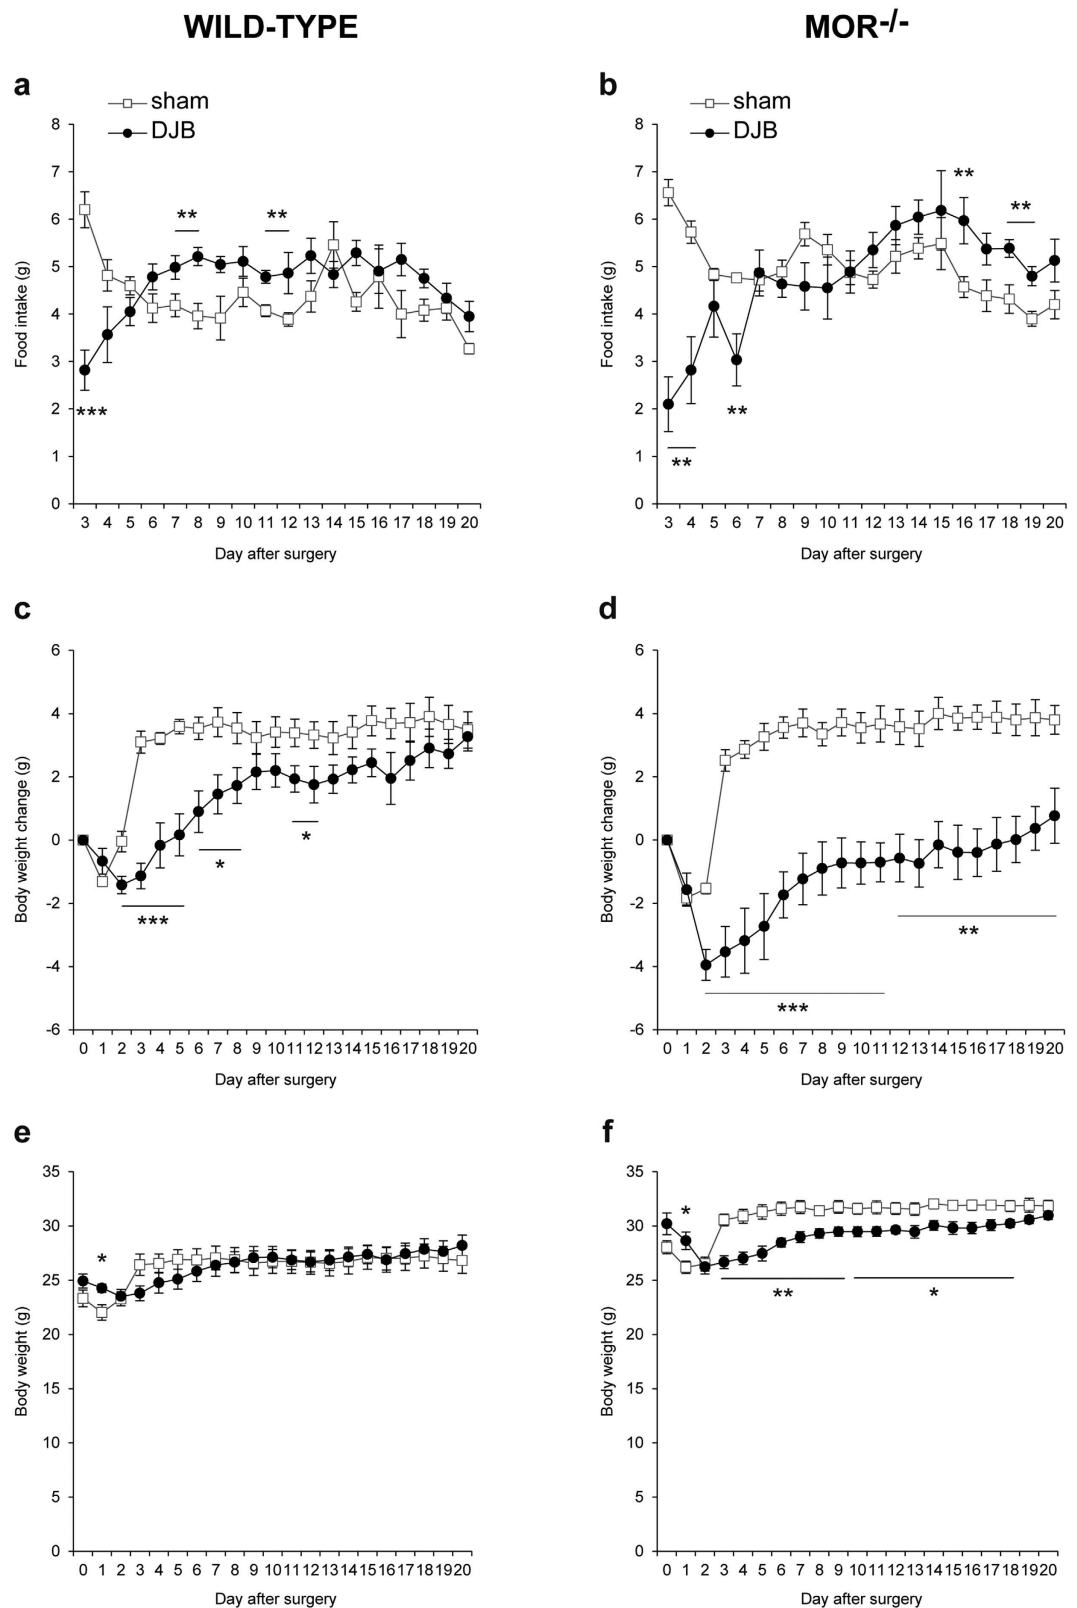 WILD-TYPE
MOR-/-
a
sham
DJB
8
7
6
5
4
3
2
1
0
Food intake (g)
**
**
***
3 4 5 6 7 8 9 10 11 12 13 14 15 16 17 18 19 20
Day after surgery
b
sham
DJB
8
7
6
5
4
3
2
1
0
Food intake (g)
**
**
**
**
3 4 5 6 7 8 9 10 11 12 13 14 15 16 17 18 19 20
Day after surgery
c
6
4
2
0
-2
-4
-6
Body weight change (g)
*
*
***
0 1 2 3 4 5 6 7 8 9 10 11 12 13 14 15 16 17 18 19 20
Day after surgery
d
6
4
2
0
-2
-4
-6
Body weight change (g)
**
***
0 1 2 3 4 5 6 7 8 9 10 11 12 13 14 15 16 17 18 19 20
Day after surgery
e
35
30
25
20
15
10
5
0
Body weight (g)
*
0 1 2 3 4 5 6 7 8 9 10 11 12 13 14 15 16 17 18 19 20
Day after surgery
f
35
30
25
20
15
10
5
0
Body weight (g)
*
**
*
0 1 2 3 4 5 6 7 8 9 10 11 12 13 14 15 16 17 18 19 20
Day after surgery